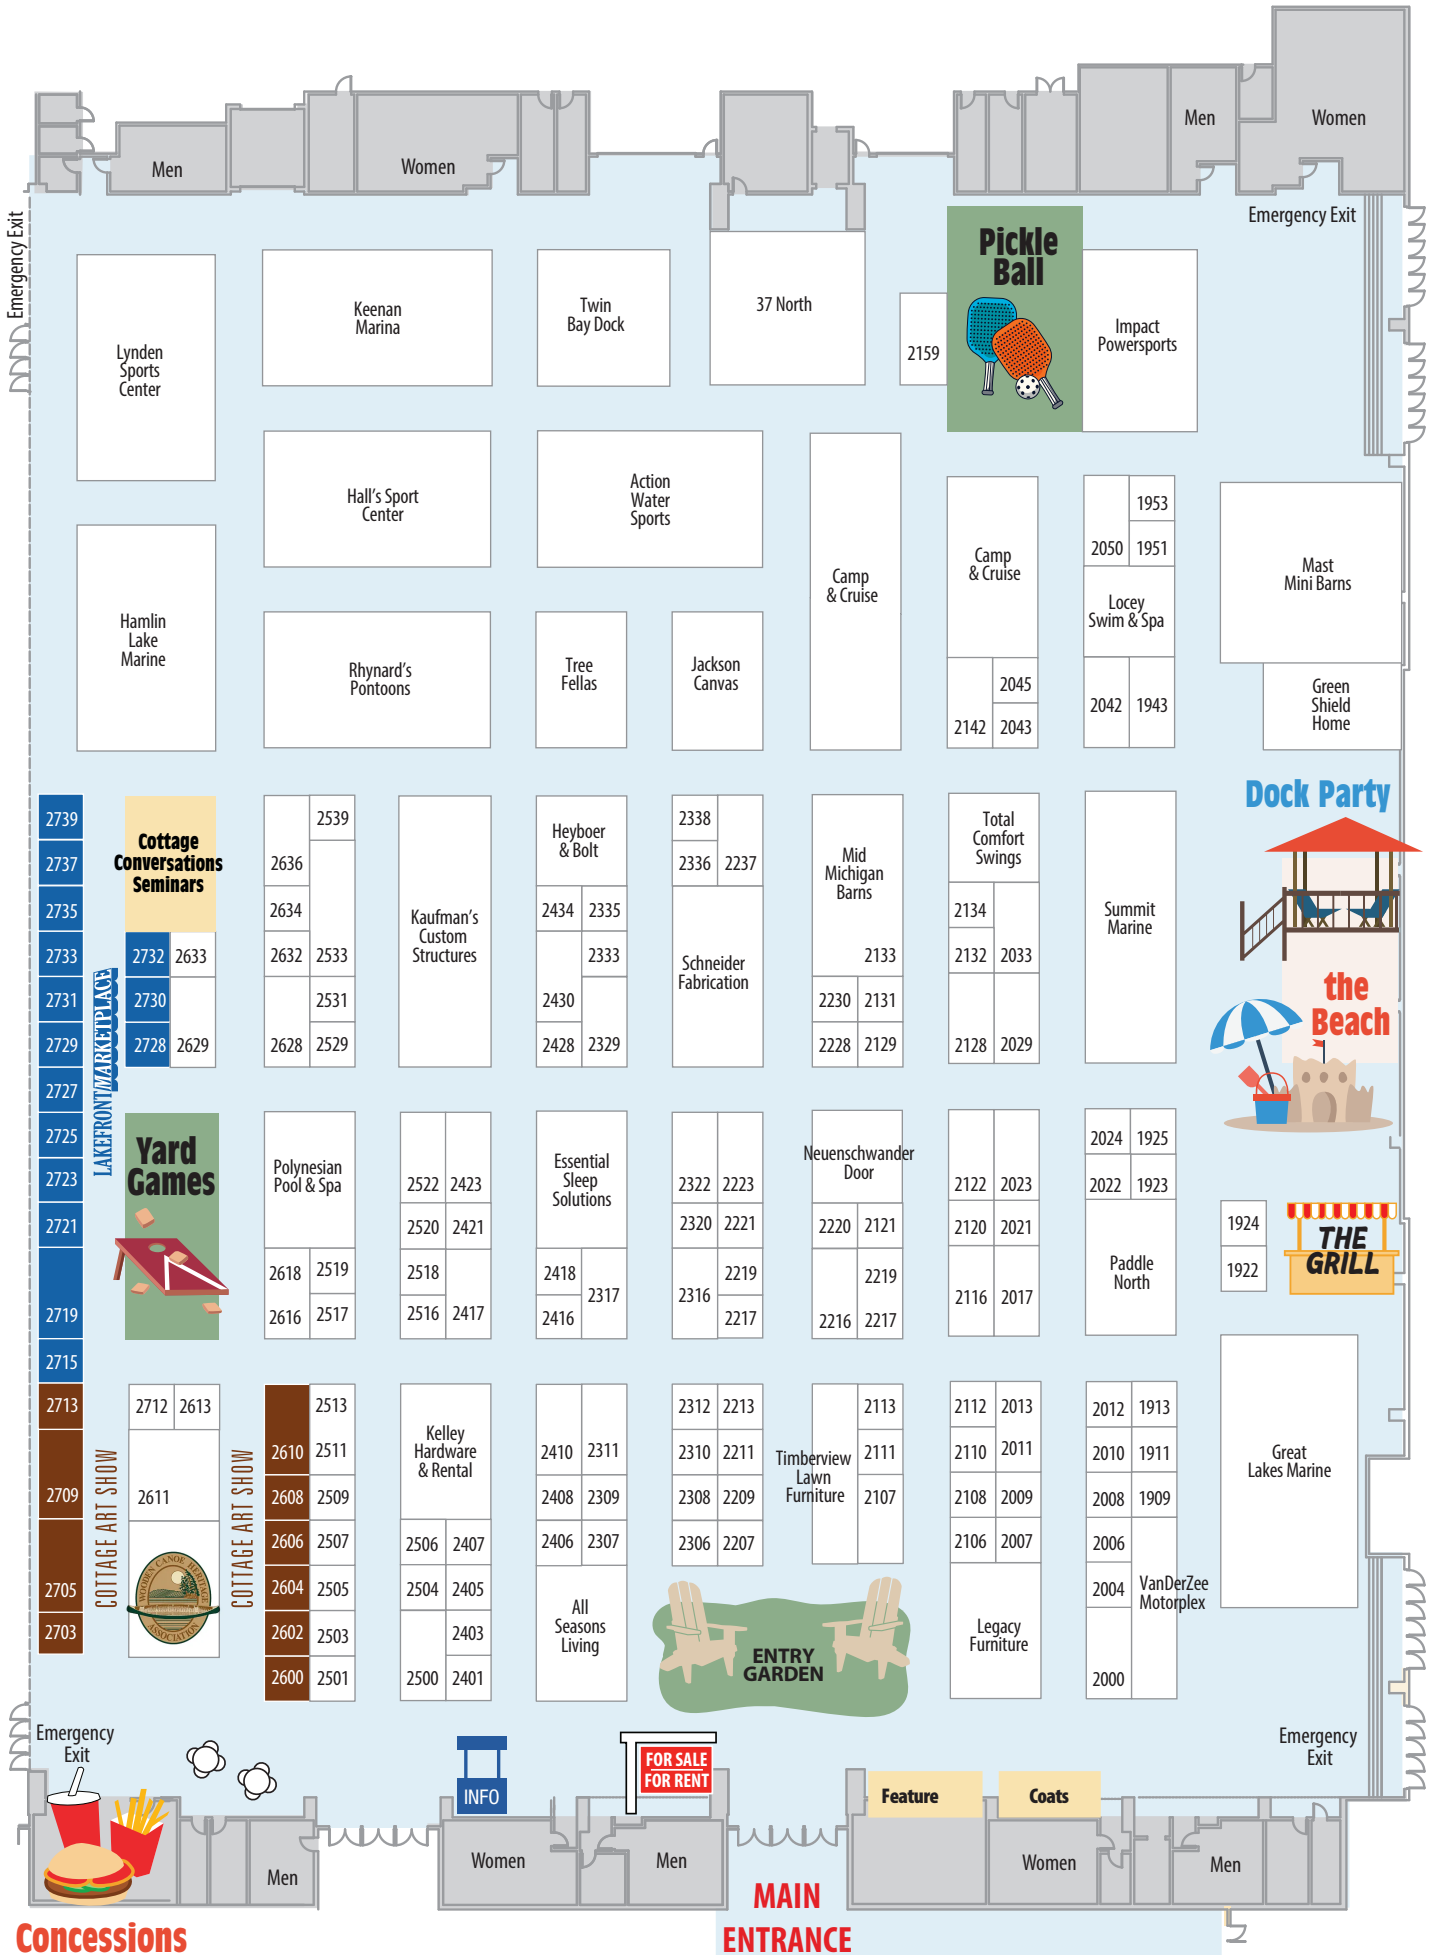 Men
Women
Men
Women
Emergency Exit
Emergency Exit
Lynden
Sports
Center
Keenan
Marina
Twin
Bay Dock
37 North
2159
Pickle
Ball
Impact
Powersports
Hall's Sport
Center
Action
Water
Sports
Camp
& Cruise
Camp
& Cruise
1953
2050
1951
Locey
Swim & Spa
Mast
Mini Barns
Hamlin
Lake
Marine
Rhynard's
Pontoons
Tree
Fellas
Jackson
Canvas
2045
2142
2043
2042
1943
Green
Shield
Home
Dock Party
the
Beach
2739
2737
2735
2733
2731
2729
2727
2725
2723
2721
2719
2715
2713
2709
2705
2703
Cottage
Conversations
Seminars
2732
2633
2730
2728
2629
LAKEFRONT MARKETPLACE
2539
2636
2634
2632
2533
2531
2628
2529
Kaufman's
Custom
Structures
Heyboer
& Bolt
2434
2335
2333
2430
2428
2329
2338
2336
2237
Schneider
Fabrication
Mid
Michigan
Barns
2133
2230
2131
2228
2129
Total
Comfort
Swings
2134
2132
2033
2128
2029
Summit
Marine
Yard
Games
Polynesian
Pool & Spa
2618
2519
2616
2517
2522
2423
2520
2421
2518
2516
2417
Essential
Sleep
Solutions
2418
2317
2416
2322
2223
2320
2221
2219
2316
2217
Neuenschwander
Door
2220
2121
2219
2216
2217
2122
2023
2120
2021
2116
2017
2024
1925
2022
1923
Paddle
North
1924
1922
THE
GRILL
2712
2613
2611
COTTAGE ART SHOW
WOODEN CANOE HERITAGE
ASSOCIATION
COTTAGE ART SHOW
2513
2610
2511
2608
2509
2606
2507
2604
2505
2602
2503
2600
2501
Kelley
Hardware
& Rental
2506
2407
2504
2405
2403
2500
2401
2410
2311
2408
2309
2406
2307
All
Seasons
Living
2312
2213
2310
2211
2308
2209
2306
2207
Timberview
Lawn
Furniture
2113
2111
2107
2112
2013
2110
2011
2108
2009
2106
2007
Legacy
Furniture
2012
1913
2010
1911
2008
1909
2006
2004
VanDerZee
Motorplex
2000
Great
Lakes Marine
ENTRY
GARDEN
Emergency
Exit
Emergency
Exit
INFO
FOR SALE
FOR RENT
Feature
Coats
Men
Women
Men
Women
Men
MAIN
ENTRANCE
Concessions